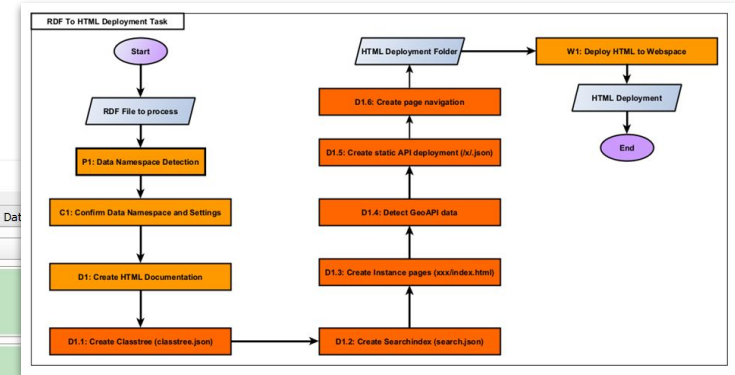 RDF To HTML Deployment Task
Start
RDF File to process
P1: Data Namespace Detection
C1: Confirm Data Namespace and Settings
D1: Create HTML Documentation
D1.1: Create Classtree (classtree.json)
D1.2: Create Searchindex (search.json)
D1.3: Create Instance pages (xxx/index.html)
D1.4: Detect GeoAPI data
D1.5: Create static API deployment (/x/.json)
D1.6: Create page navigation
HTML Deployment Folder
W1: Deploy HTML to Webspace
HTML Deployment
End
Dat